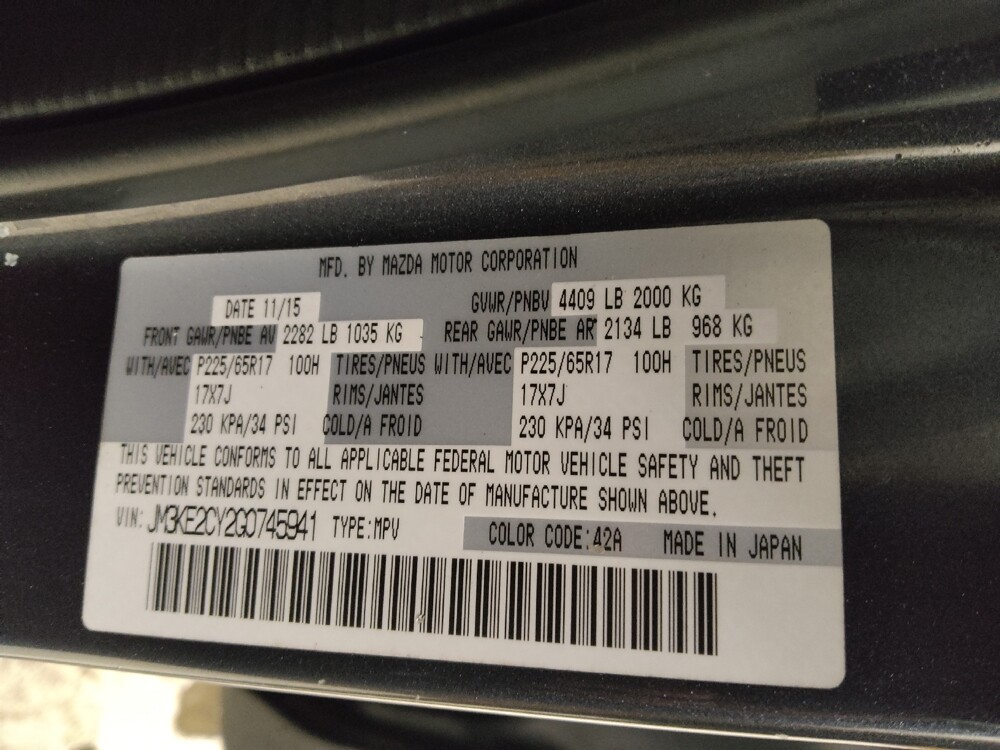 MFD. BY MAZDA MOTOR CORPORATION
DATE 11/15 GVWR/PNBV 4409 LB 2000 KG
FRONT GAWR/PNBE AV 2282 LB 1035 KG REAR GAWR/PNBE AR 2134 LB 968 KG
WITH/AVEC P225/65R17 100H TIRES/PNEUS WITH/AVEC P225/65R17 100H TIRES/PNEUS
17X7J RIMS/JANTES 17X7J RIMS/JANTES
230 KPA/34 PSI COLD/A FROID 230 KPA/34 PSI COLD/A FROID
THIS VEHICLE CONFORMS TO ALL APPLICABLE FEDERAL MOTOR VEHICLE SAFETY AND THEFT
PREVENTION STANDARDS IN EFFECT ON THE DATE OF MANUFACTURE SHOWN ABOVE.
VIN: JM3KE2CY2G0745941 TYPE:MPV COLOR CODE:42A MADE IN JAPAN